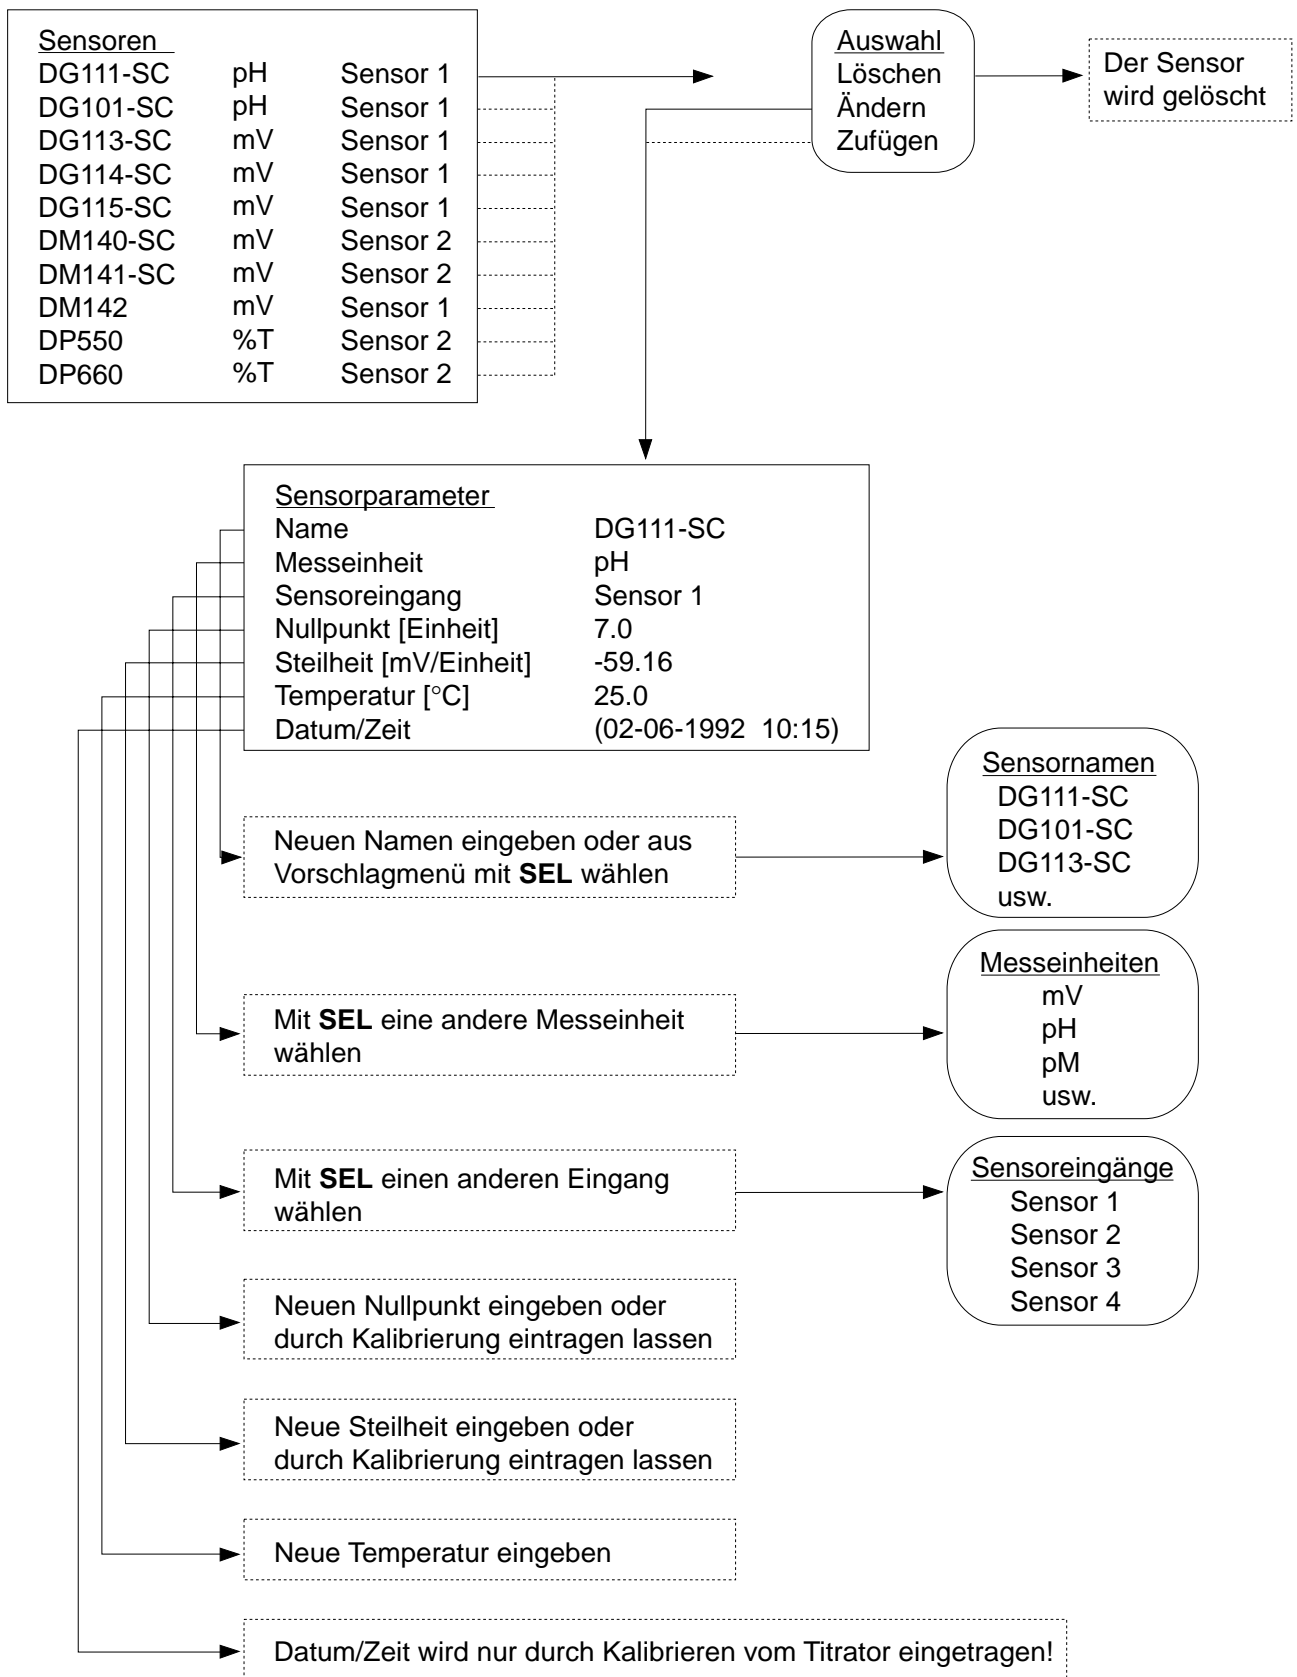 Sensoren
DG111-SC pH Sensor 1
DG101-SC pH Sensor 1
DG113-SC mV Sensor 1
DG114-SC mV Sensor 1
DG115-SC mV Sensor 1
DM140-SC mV Sensor 2
DM141-SC mV Sensor 2
DM142 mV Sensor 1
DP550 %T Sensor 2
DP660 %T Sensor 2
Auswahl
Löschen
Ändern
Zufügen
Der Sensor
wird gelöscht
Sensorparameter
Name DG111-SC
Messeinheit pH
Sensoreingang Sensor 1
Nullpunkt [Einheit] 7.0
Steilheit [mV/Einheit] -59.16
Temperatur [°C] 25.0
Datum/Zeit (02-06-1992 10:15)
Neuen Namen eingeben oder aus
Vorschlagmenü mit SEL wählen
Sensornamen
DG111-SC
DG101-SC
DG113-SC
usw.
Mit SEL eine andere Messeinheit
wählen
Messeinheiten
mV
pH
pM
usw.
Mit SEL einen anderen Eingang
wählen
Sensoreingänge
Sensor 1
Sensor 2
Sensor 3
Sensor 4
Neuen Nullpunkt eingeben oder
durch Kalibrierung eintragen lassen
Neue Steilheit eingeben oder
durch Kalibrierung eintragen lassen
Neue Temperatur eingeben
Datum/Zeit wird nur durch Kalibrieren vom Titrator eingetragen!